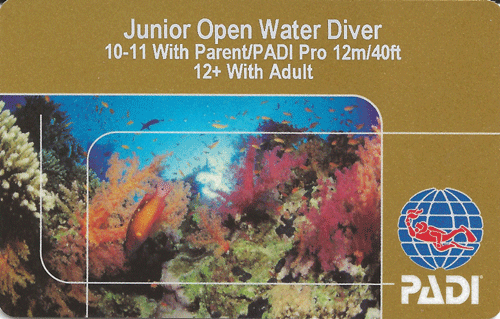 Junior Open Water Diver
10-11 With Parent/PADI Pro 12m/40ft
12+ With Adult
PADI